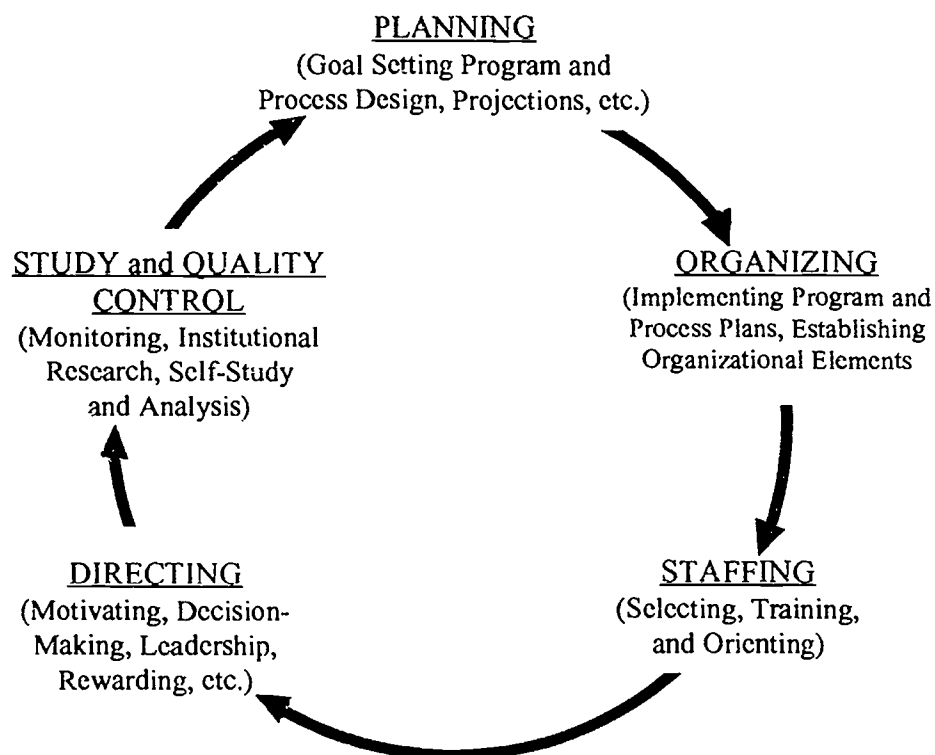 PLANNING
(Goal Setting Program and
Process Design, Projections, etc.)
ORGANIZING
(Implementing Program and
Process Plans, Establishing
Organizational Elements
STAFFING
(Selecting, Training,
and Orienting)
DIRECTING
(Motivating, Decision-
Making, Leadership,
Rewarding, etc.)
STUDY and QUALITY
CONTROL
(Monitoring, Institutional
Research, Self-Study
and Analysis)